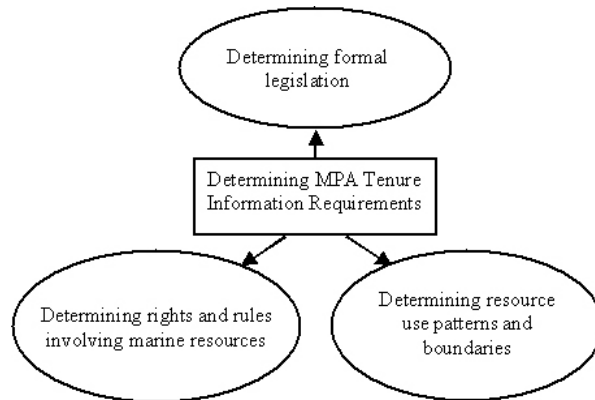 Determining formal
legislation
Determining MPA Tenure
Information Requirements
Determining rights and rules
involving marine resources
Determining resource
use patterns and
boundaries